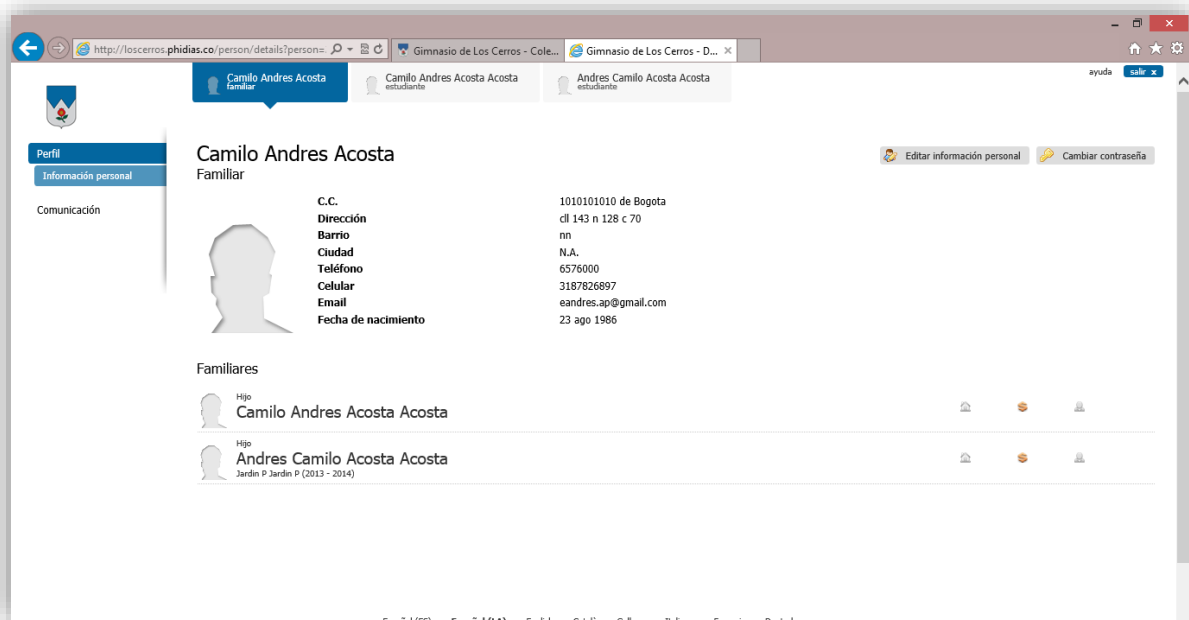 http://loscerros.phidias.co/person/details?person=
Gimnasio de Los Cerros - Cole...
Gimnasio de Los Cerros - D...
Camilo Andres Acosta
familiar
Camilo Andres Acosta Acosta
estudiante
Andres Camilo Acosta Acosta
estudiante
ayuda salir x
Perfil
Información personal
Comunicación
Camilo Andres Acosta
Familiar
Editar información personal
Cambiar contraseña
C.C. 1010101010 de Bogota
Dirección cll 143 n 128 c 70
Barrio nn
Ciudad N.A.
Teléfono 6576000
Celular 3187826897
Email eandres.ap@gmail.com
Fecha de nacimiento 23 ago 1986
Familiares
Hijo
Camilo Andres Acosta Acosta
Hijo
Andres Camilo Acosta Acosta
Jardin P Jardin P (2013 - 2014)